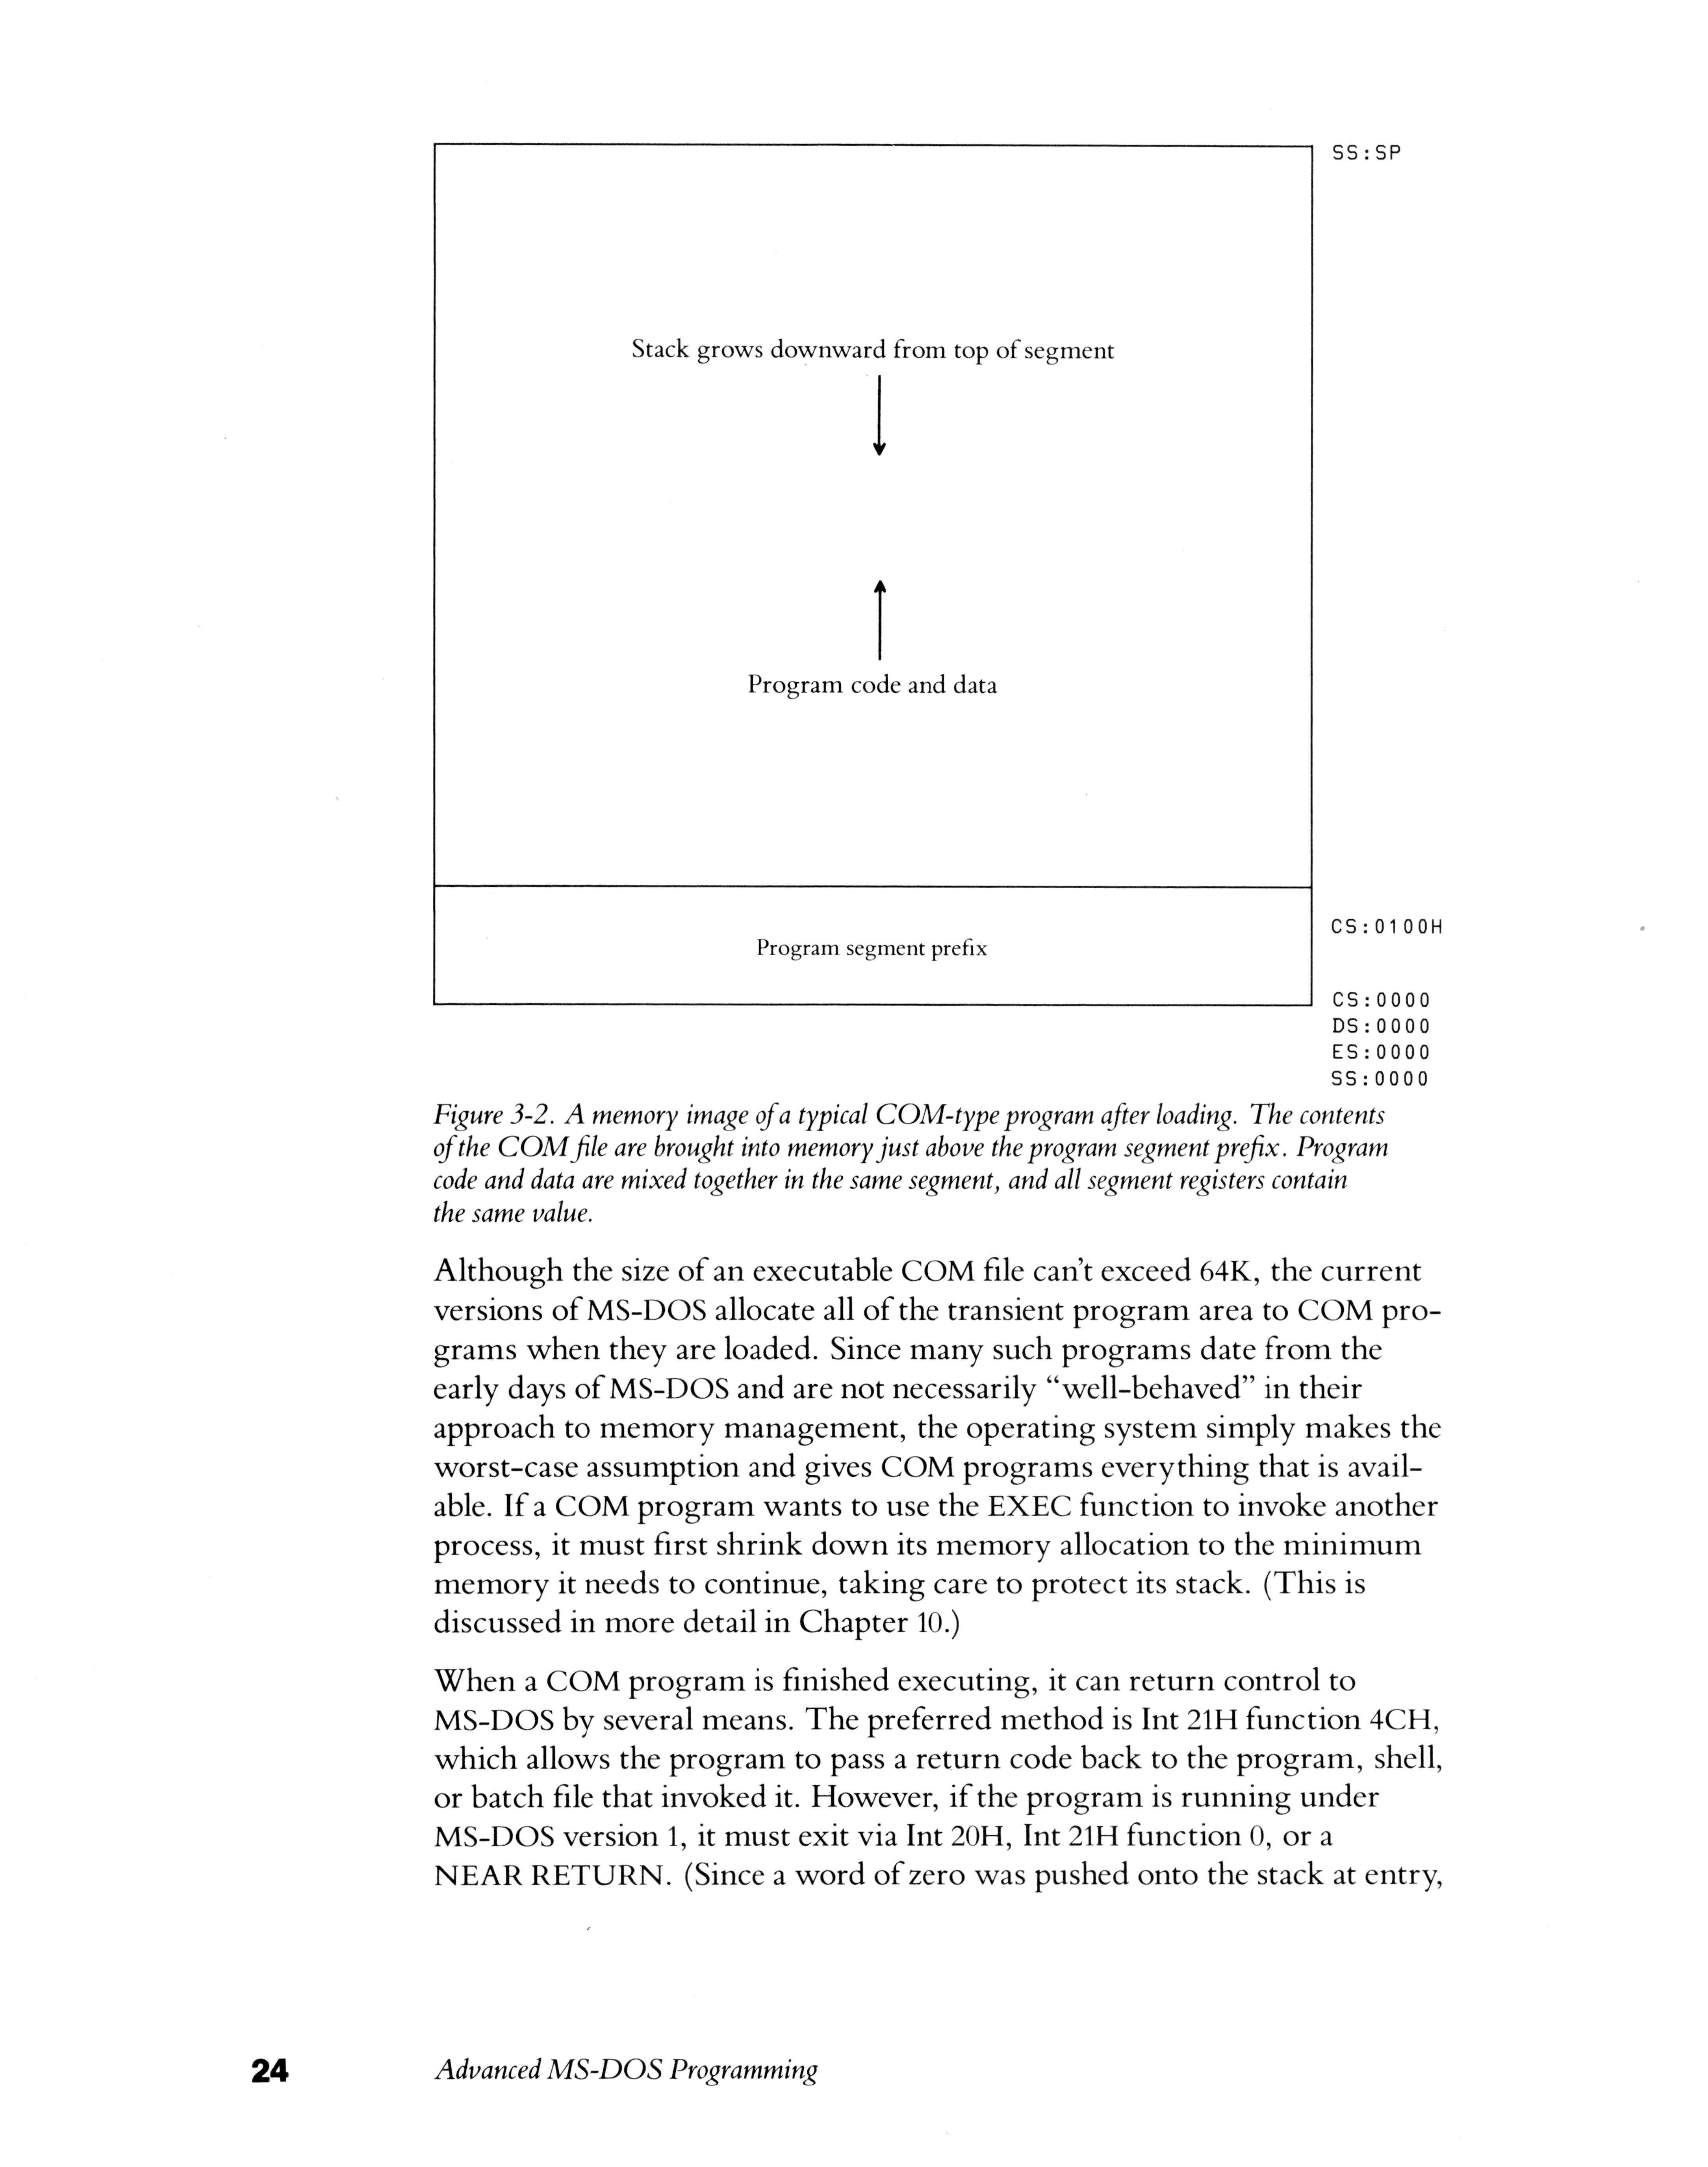 SS:SP
Stack grows downward from top of segment
Program code and data
CS:0100H
Program segment prefix
CS:0000
DS:0000
ES:0000
SS:0000
Figure 3-2. A memory image of a typical COM-type program after loading. The contents
of the COM file are brought into memory just above the program segment prefix. Program
code and data are mixed together in the same segment, and all segment registers contain
the same value.
Although the size of an executable COM file can’t exceed 64K, the current
versions of MS-DOS allocate all of the transient program area to COM pro-
grams when they are loaded. Since many such programs date from the
early days of MS-DOS and are not necessarily “well-behaved” in their
approach to memory management, the operating system simply makes the
worst-case assumption and gives COM programs everything that is avail-
able. If a COM program wants to use the EXEC function to invoke another
process, it must first shrink down its memory allocation to the minimum
memory it needs to continue, taking care to protect its stack. (This is
discussed in more detail in Chapter 10.)
When a COM program is finished executing, it can return control to
MS-DOS by several means. The preferred method is Int 21H function 4CH,
which allows the program to pass a return code back to the program, shell,
or batch file that invoked it. However, if the program is running under
MS-DOS version 1, it must exit via Int 20H, Int 21H function 0, or a
NEAR RETURN. (Since a word of zero was pushed onto the stack at entry,
24 Advanced MS-DOS Programming